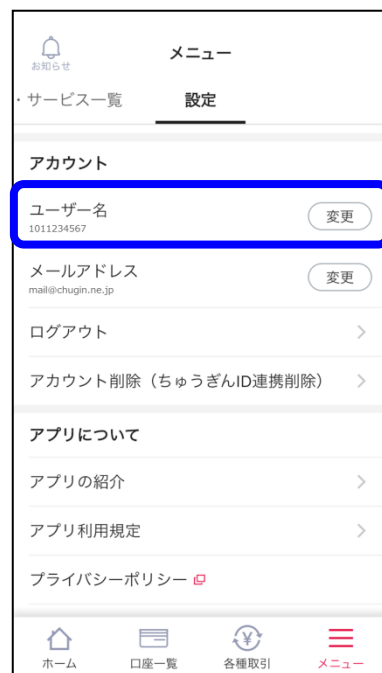 メニュー
お知らせ
・サービス一覧 設定
アカウント
ユーザー名
1011234567
変更
メールアドレス
mail@chugin.ne.jp
変更
ログアウト
アカウント削除（ちゅうぎんID連携削除）
アプリについて
アプリの紹介
アプリ利用規定
プライバシーポリシー
ホーム 口座一覧 各種取引 メニュー